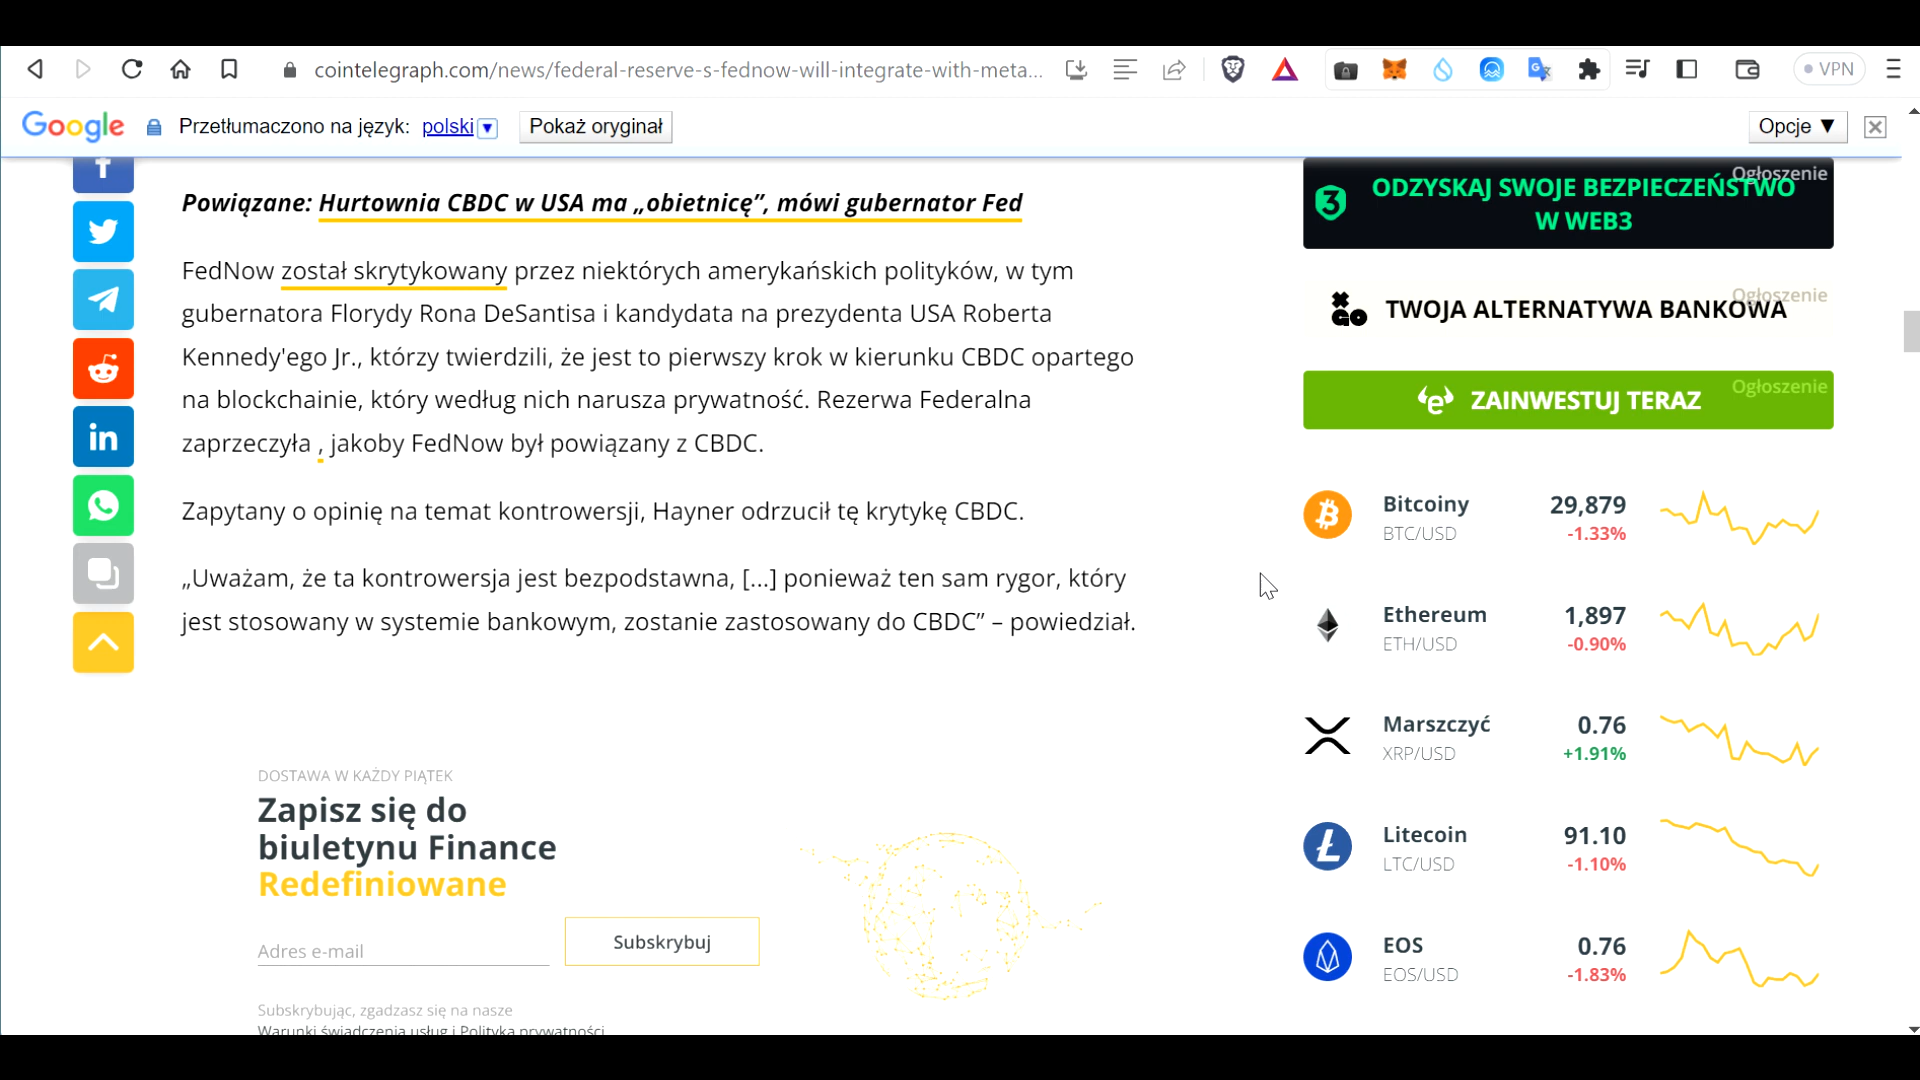 cointelegraph.com/news/federal-reserve-s-fednow-will-integrate-with-meta...
VPN
Google
Przetłumaczono na język: polski
Pokaż oryginał
Opcje ▼
Powiązane: Hurtownia CBDC w USA ma „obietnicę”, mówi gubernator Fed
FedNow został skrytykowany przez niektórych amerykańskich polityków, w tym
gubernatora Florydy Rona DeSantisa i kandydata na prezydenta USA Roberta
Kennedy'ego Jr., którzy twierdzili, że jest to pierwszy krok w kierunku CBDC opartego
na blockchainie, który według nich narusza prywatność. Rezerwa Federalna
zaprzeczyła , jakoby FedNow był powiązany z CBDC.
Zapytany o opinię na temat kontrowersji, Hayner odrzucił tę krytykę CBDC.
„Uważam, że ta kontrowersja jest bezpodstawna, [...] ponieważ ten sam rygor, który
jest stosowany w systemie bankowym, zostanie zastosowany do CBDC” – powiedział.
DOSTAWA W KAŻDY PIĄTEK
Zapisz się do
biuletynu Finance
Redefiniowane
Adres e-mail
Subskrybuj
Subskrybując, zgadzasz się na nasze
Warunki świadczenia usług i Polityka prywatności
Ogłoszenie
ODZYSKAJ SWOJE BEZPIECZEŃSTWO
W WEB3
Ogłoszenie
TWOJA ALTERNATYWA BANKOWA
Ogłoszenie
ZAINWESTUJ TERAZ
Bitcoiny 29,879
BTC/USD -1.33%
Ethereum 1,897
ETH/USD -0.90%
Marszczyć 0.76
XRP/USD +1.91%
Litecoin 91.10
LTC/USD -1.10%
EOS 0.76
EOS/USD -1.83%